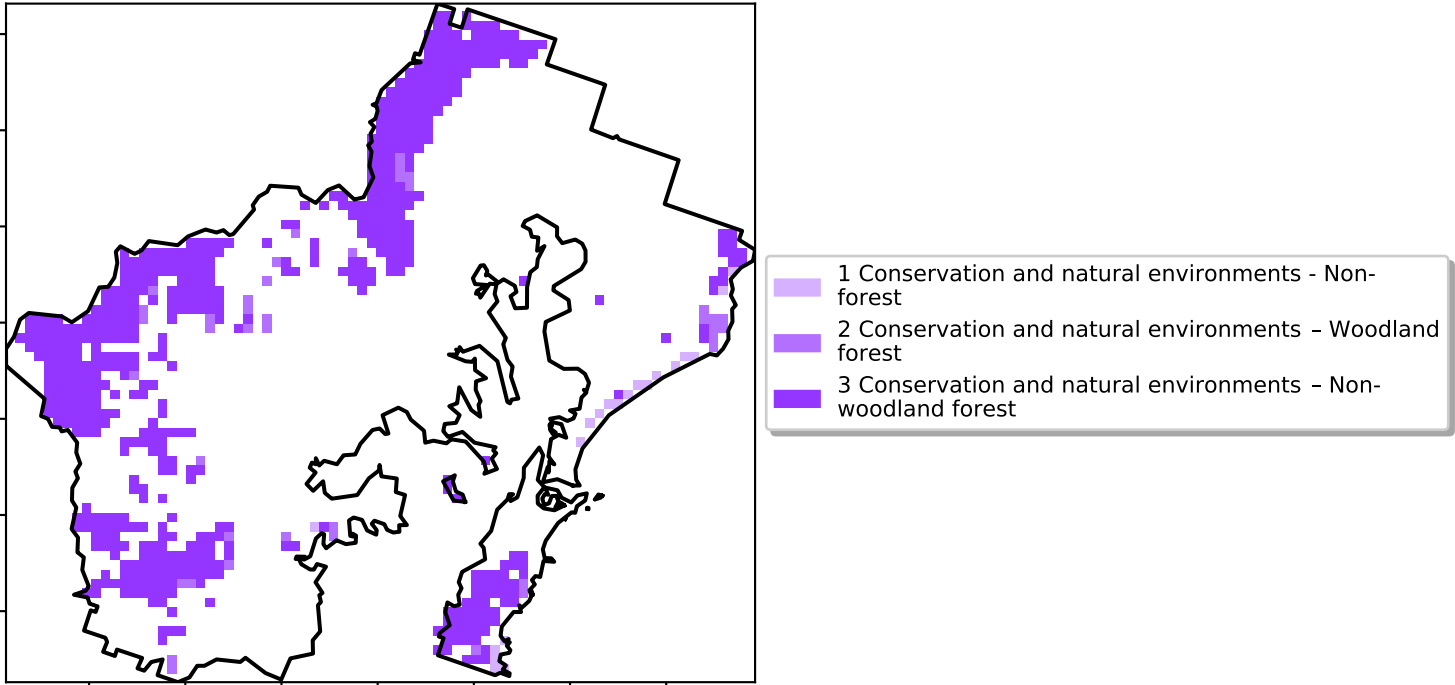 1 Conservation and natural environments - Non-
forest
2 Conservation and natural environments – Woodland
forest
3 Conservation and natural environments – Non-
woodland forest